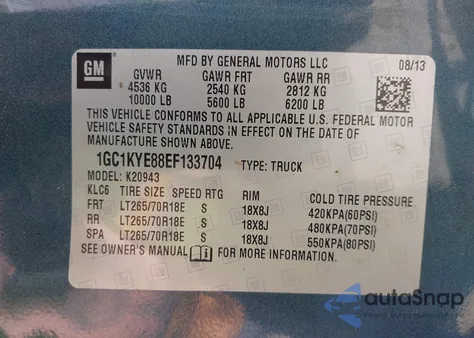 GM
MFD BY GENERAL MOTORS LLC
08/13
GVWR GAWR FRT GAWR RR
4536 KG 2540 KG 2812 KG
10000 LB 5600 LB 6200 LB
THIS VEHICLE CONFORMS TO ALL APPLICABLE U.S. FEDERAL MOTOR
VEHICLE SAFETY STANDARDS IN EFFECT ON THE DATE OF
MANUFACTURE SHOWN ABOVE.
1GC1KYE88EF133704 TYPE: TRUCK
MODEL: K20943
KLC6 TIRE SIZE SPEED RTG RIM COLD TIRE PRESSURE
FRT LT265/70R18E S 18X8J 420KPA(60PSI)
RR LT265/70R18E S 18X8J 480KPA(70PSI)
SPA LT265/70R18E S 18X8J 550KPA(80PSI)
SEE OWNER'S MANUAL FOR MORE INFORMATION.
autoSnap